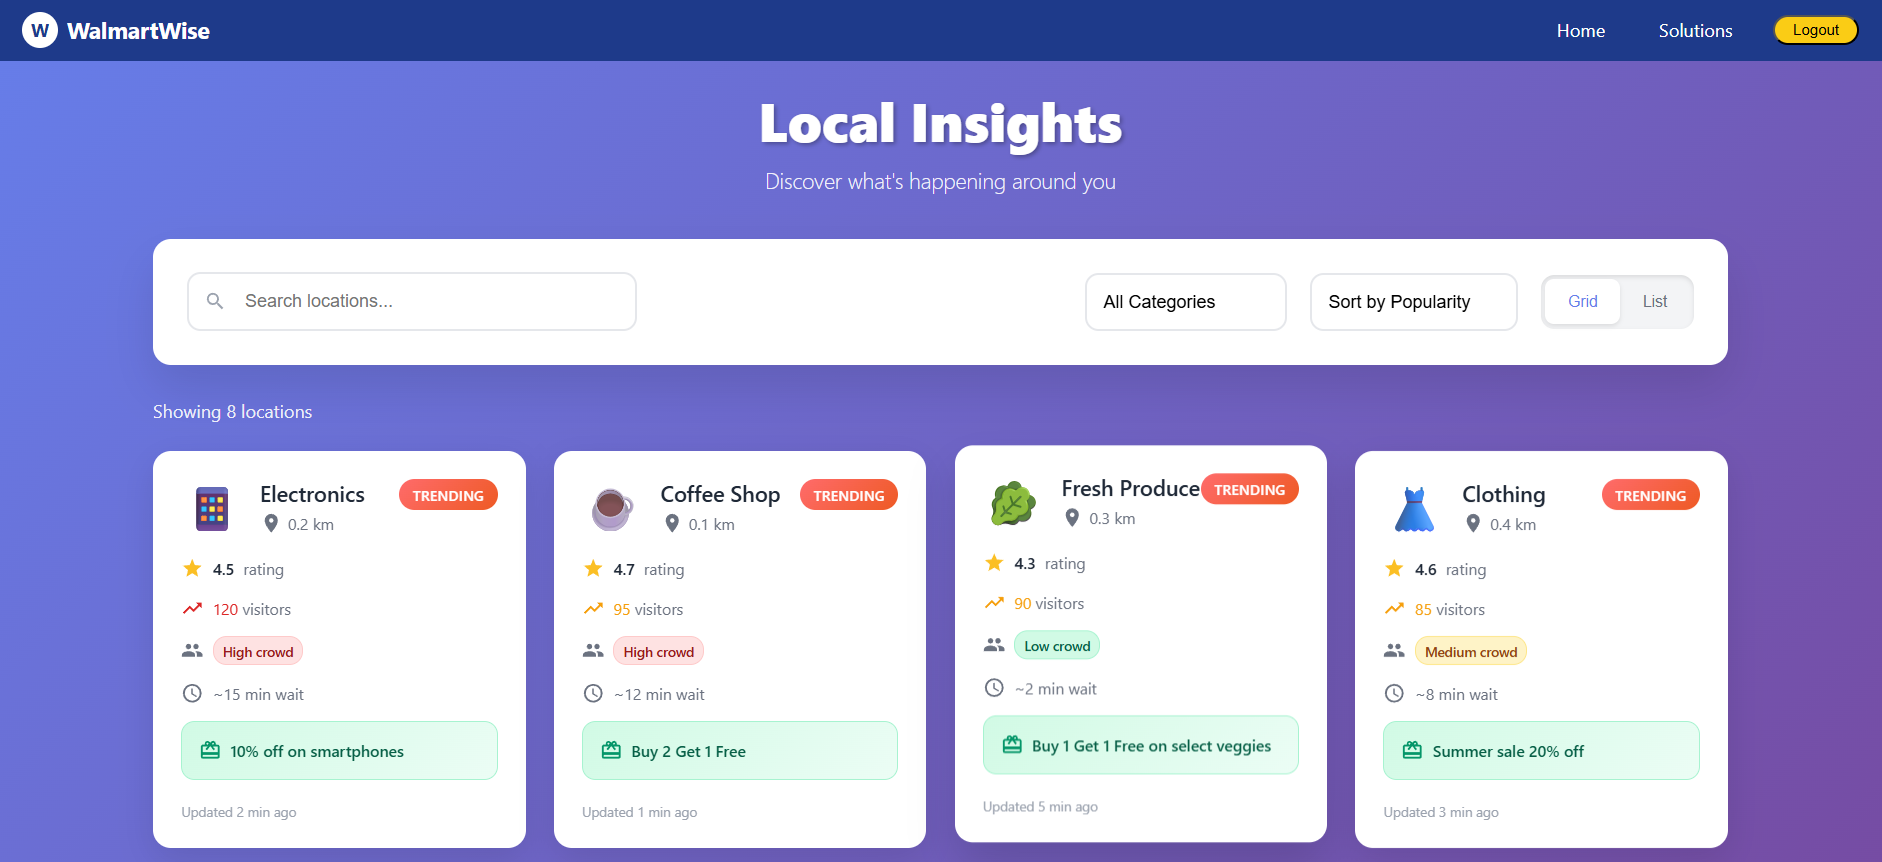 W WalmartWise
Home
Solutions
Logout
Local Insights
Discover what's happening around you
Search locations...
All Categories
Sort by Popularity
Grid
List
Showing 8 locations
Electronics
TRENDING
0.2 km
4.5 rating
120 visitors
High crowd
~15 min wait
10% off on smartphones
Updated 2 min ago
Coffee Shop
TRENDING
0.1 km
4.7 rating
95 visitors
High crowd
~12 min wait
Buy 2 Get 1 Free
Updated 1 min ago
Fresh Produce
TRENDING
0.3 km
4.3 rating
90 visitors
Low crowd
~2 min wait
Buy 1 Get 1 Free on select veggies
Updated 5 min ago
Clothing
TRENDING
0.4 km
4.6 rating
85 visitors
Medium crowd
~8 min wait
Summer sale 20% off
Updated 3 min ago